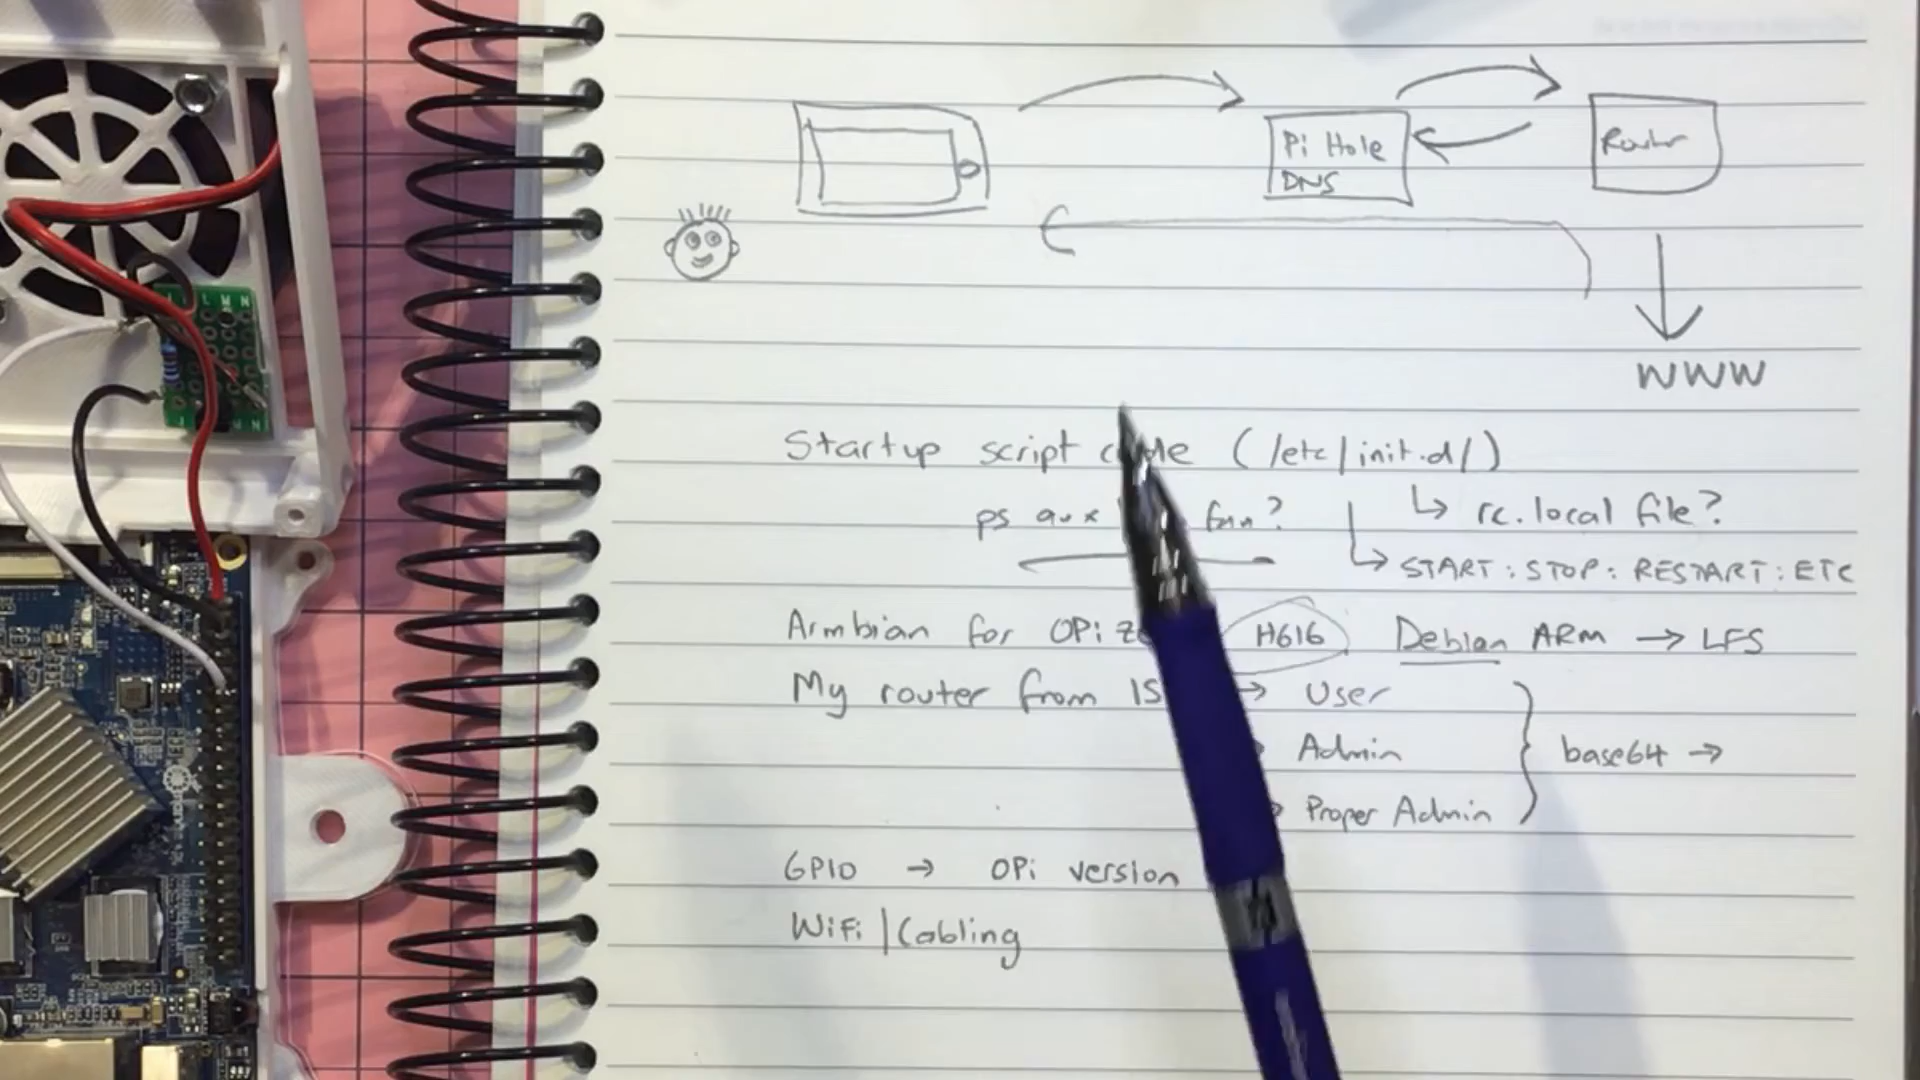 Pi Hole
DNS
Router
WWW
Startup script code (/etc/init.d/)
ps aux fan?
rc.local file?
START: STOP: RESTART: ETC
Armbian for OPi H616 Debian ARM → LFS
My router from → User
Admin
base64 →
Proper Admin
GPIO → OPi version
WiFi/Cabling